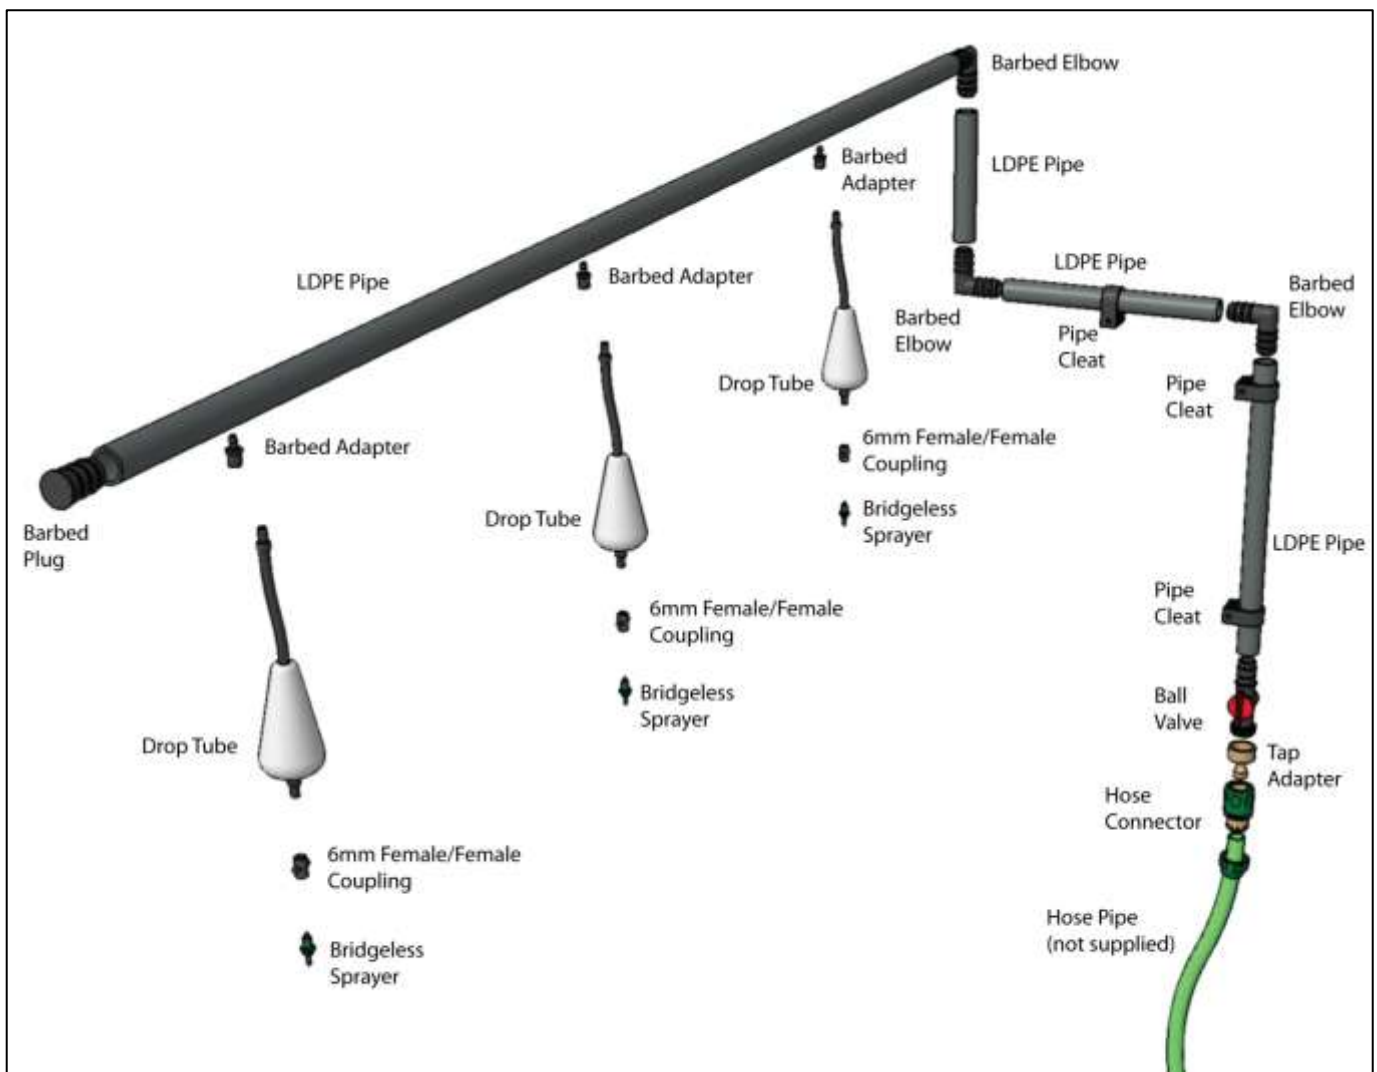 Barbed Elbow
Barbed
Adapter
LDPE Pipe
LDPE Pipe
Barbed Adapter
LDPE Pipe
Barbed
Elbow
Barbed
Elbow
Pipe
Cleat
Drop Tube
Pipe
Cleat
Barbed Adapter
6mm Female/Female
Coupling
Drop Tube
Bridgeless
Sprayer
Barbed
Plug
LDPE Pipe
6mm Female/Female
Coupling
Pipe
Cleat
Bridgeless
Sprayer
Ball
Valve
Drop Tube
Tap
Adapter
Hose
Connector
6mm Female/Female
Coupling
Hose Pipe
(not supplied)
Bridgeless
Sprayer